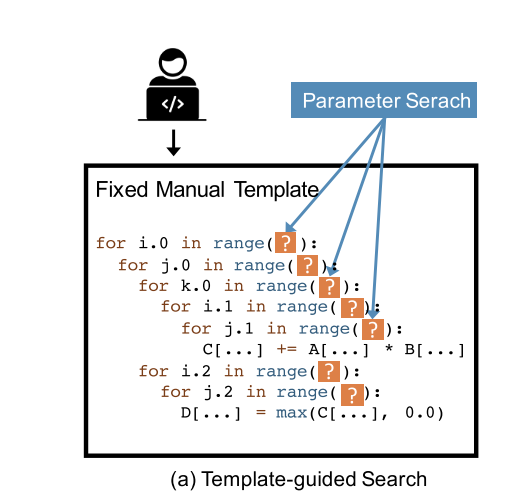 </>
Parameter Serach
Fixed Manual Template
for i.0 in range(?):
for j.0 in range(?):
for k.0 in range(?):
for i.1 in range(?):
for j.1 in range(?):
C[...] += A[...] * B[...]
for i.2 in range(?):
for j.2 in range(?):
D[...] = max(C[...], 0.0)
(a) Template-guided Search